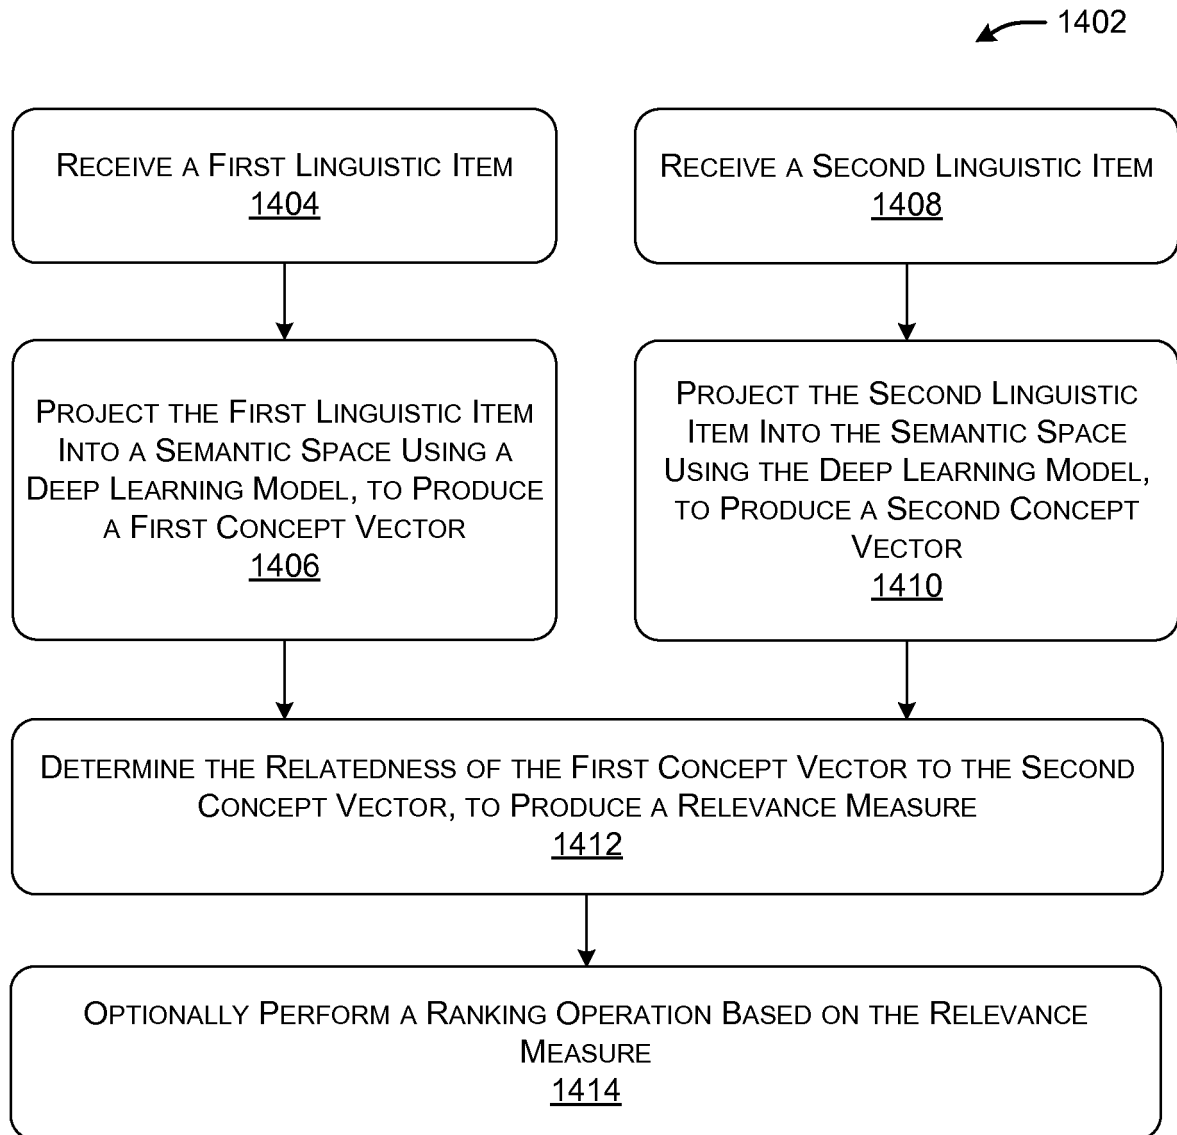 1402
RECEIVE A FIRST LINGUISTIC ITEM
1404
RECEIVE A SECOND LINGUISTIC ITEM
1408
PROJECT THE FIRST LINGUISTIC ITEM
INTO A SEMANTIC SPACE USING A
DEEP LEARNING MODEL, TO PRODUCE
A FIRST CONCEPT VECTOR
1406
PROJECT THE SECOND LINGUISTIC
ITEM INTO THE SEMANTIC SPACE
USING THE DEEP LEARNING MODEL,
TO PRODUCE A SECOND CONCEPT
VECTOR
1410
DETERMINE THE RELATEDNESS OF THE FIRST CONCEPT VECTOR TO THE SECOND
CONCEPT VECTOR, TO PRODUCE A RELEVANCE MEASURE
1412
OPTIONALLY PERFORM A RANKING OPERATION BASED ON THE RELEVANCE
MEASURE
1414